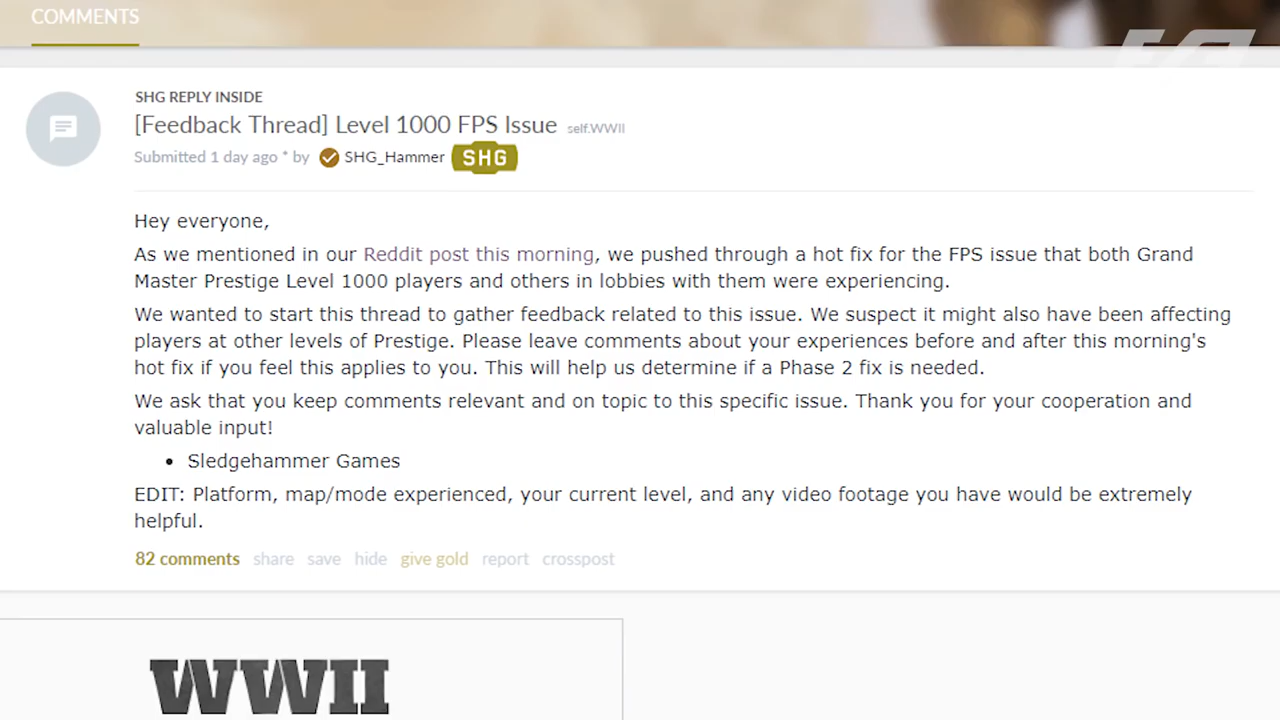 COMMENTS
SHG REPLY INSIDE
[Feedback Thread] Level 1000 FPS Issue self.WWII
Submitted 1 day ago * by SHG_Hammer SHG
Hey everyone,
As we mentioned in our Reddit post this morning, we pushed through a hot fix for the FPS issue that both Grand
Master Prestige Level 1000 players and others in lobbies with them were experiencing.
We wanted to start this thread to gather feedback related to this issue. We suspect it might also have been affecting
players at other levels of Prestige. Please leave comments about your experiences before and after this morning's
hot fix if you feel this applies to you. This will help us determine if a Phase 2 fix is needed.
We ask that you keep comments relevant and on topic to this specific issue. Thank you for your cooperation and
valuable input!
• Sledgehammer Games
EDIT: Platform, map/mode experienced, your current level, and any video footage you have would be extremely
helpful.
82 comments share save hide give gold report crosspost
WWII